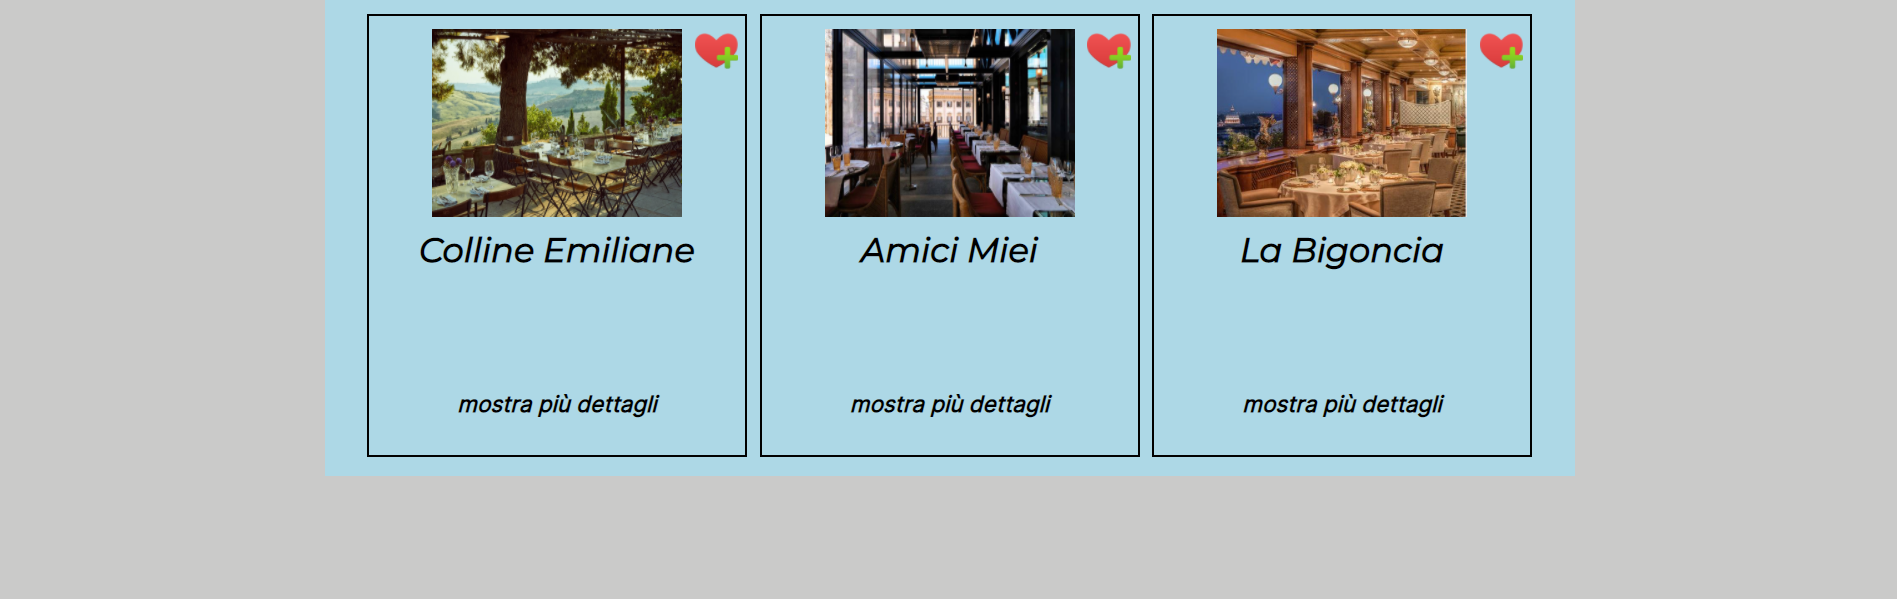 Colline Emiliane
Amici Miei
La Bigoncia
mostra più dettagli
mostra più dettagli
mostra più dettagli